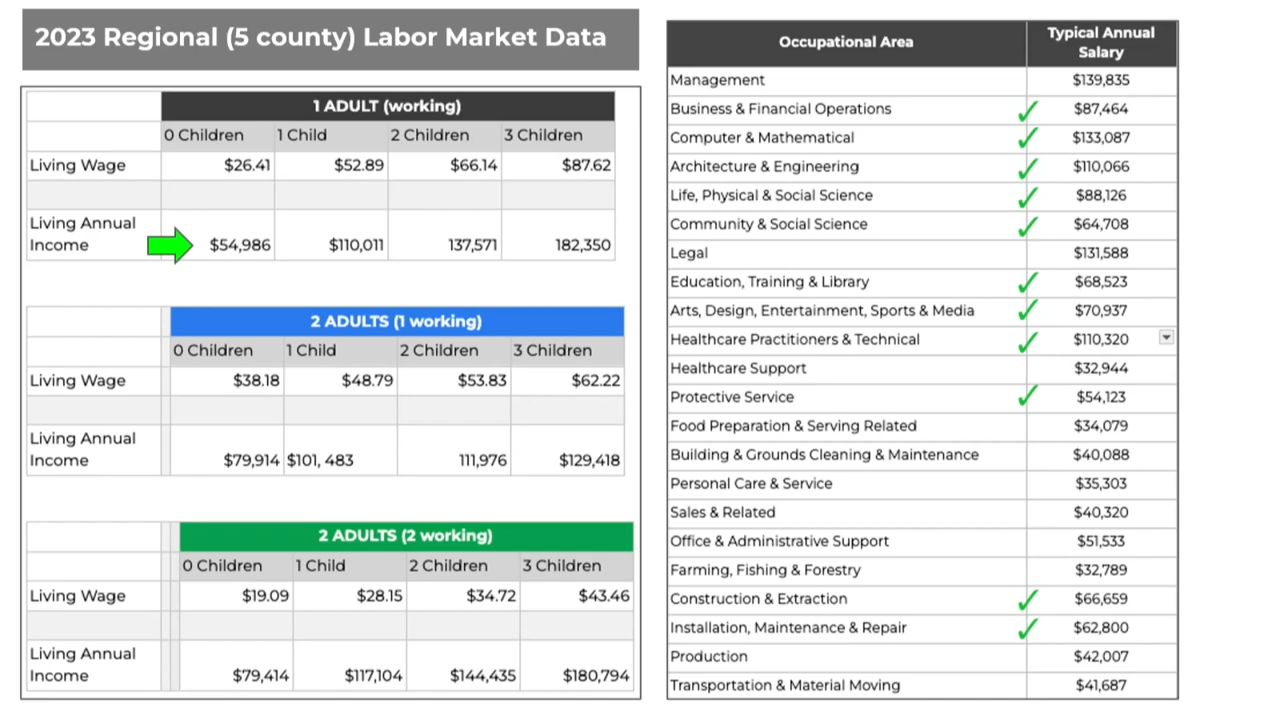 2023 Regional (5 county) Labor Market Data
1 ADULT (working)
0 Children 1 Child 2 Children 3 Children
Living Wage $26.41 $52.89 $66.14 $87.62
Living Annual
Income $54,986 $110,011 137,571 182,350
2 ADULTS (1 working)
0 Children 1 Child 2 Children 3 Children
Living Wage $38.18 $48.79 $53.83 $62.22
Living Annual
Income $79,914 $101, 483 111,976 $129,418
2 ADULTS (2 working)
0 Children 1 Child 2 Children 3 Children
Living Wage $19.09 $28.15 $34.72 $43.46
Living Annual
Income $79,414 $117,104 $144,435 $180,794
Occupational Area Typical Annual
Salary
Management $139,835
Business & Financial Operations $87,464
Computer & Mathematical $133,087
Architecture & Engineering $110,066
Life, Physical & Social Science $88,126
Community & Social Science $64,708
Legal $131,588
Education, Training & Library $68,523
Arts, Design, Entertainment, Sports & Media $70,937
Healthcare Practitioners & Technical $110,320
Healthcare Support $32,944
Protective Service $54,123
Food Preparation & Serving Related $34,079
Building & Grounds Cleaning & Maintenance $40,088
Personal Care & Service $35,303
Sales & Related $40,320
Office & Administrative Support $51,533
Farming, Fishing & Forestry $32,789
Construction & Extraction $66,659
Installation, Maintenance & Repair $62,800
Production $42,007
Transportation & Material Moving $41,687